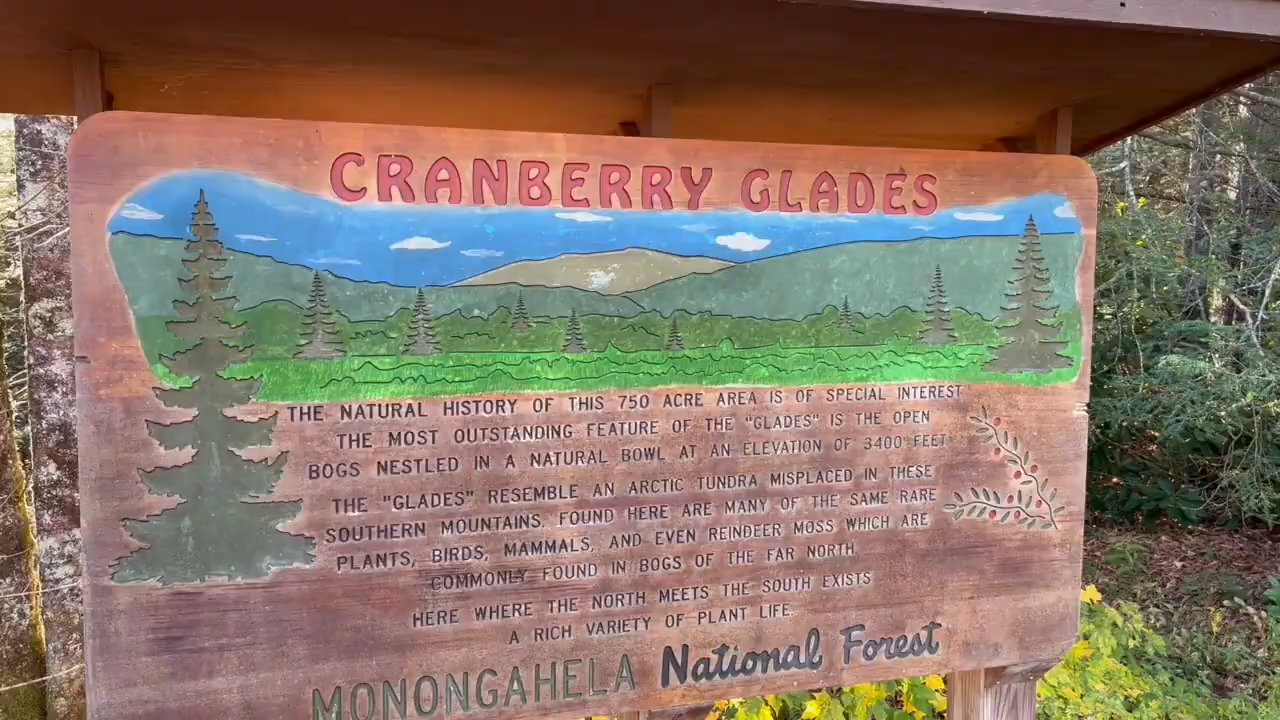 CRANBERRY GLADES
THE NATURAL HISTORY OF THIS 750 ACRE AREA IS OF SPECIAL INTEREST
THE MOST OUTSTANDING FEATURE OF THE "GLADES" IS THE OPEN
BOGS NESTLED IN A NATURAL BOWL AT AN ELEVATION OF 3400 FEET
THE "GLADES" RESEMBLE AN ARCTIC TUNDRA MISPLACED IN THESE
SOUTHERN MOUNTAINS. FOUND HERE ARE MANY OF THE SAME RARE
PLANTS, BIRDS, MAMMALS, AND EVEN REINDEER MOSS WHICH ARE
COMMONLY FOUND IN BOGS OF THE FAR NORTH
HERE WHERE THE NORTH MEETS THE SOUTH EXISTS
A RICH VARIETY OF PLANT LIFE.
MONONGAHELA National Forest